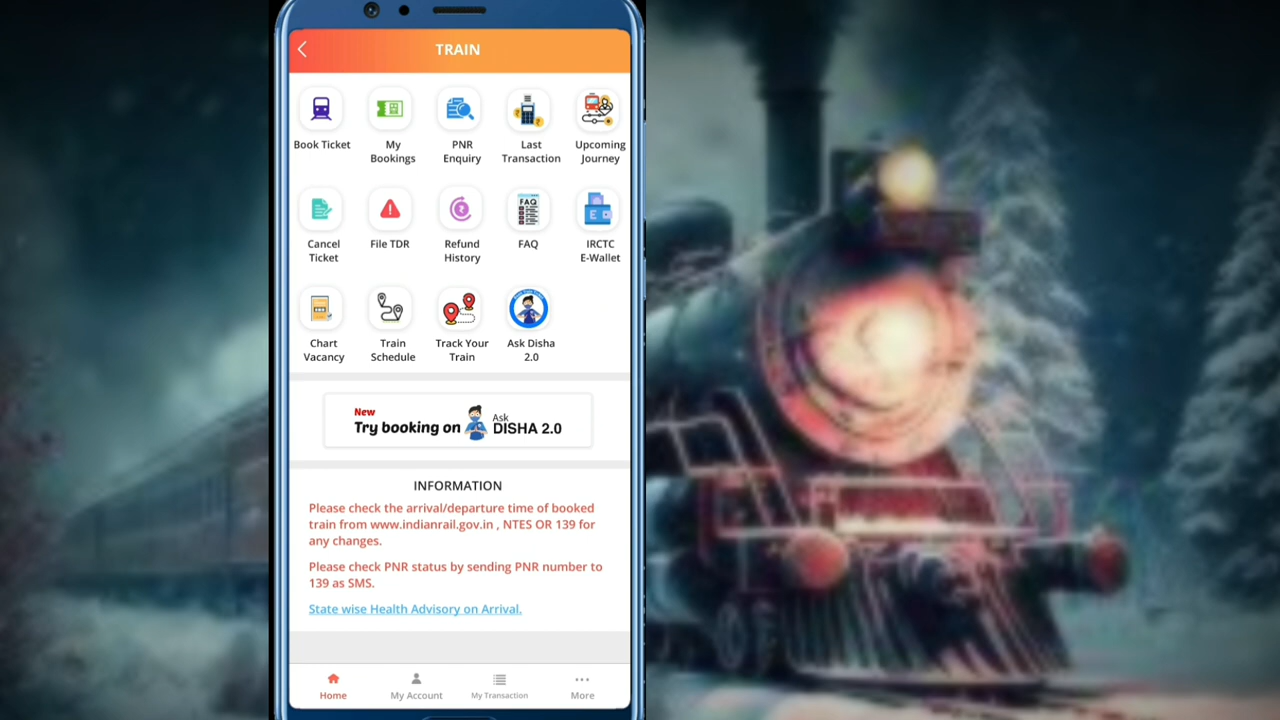 TRAIN
Book Ticket
My
Bookings
PNR
Enquiry
Last
Transaction
Upcoming
Journey
Cancel
Ticket
File TDR
Refund
History
FAQ
FAQ
IRCTC
E-Wallet
E
Chart
Vacancy
Train
Schedule
Track Your
Train
Ask Disha
2.0
New
Try booking on
Ask
DISHA 2.0
INFORMATION
Please check the arrival/departure time of booked
train from www.indianrail.gov.in , NTES OR 139 for
any changes.
Please check PNR status by sending PNR number to
139 as SMS.
State wise Health Advisory on Arrival.
Home
My Account
My Transaction
More